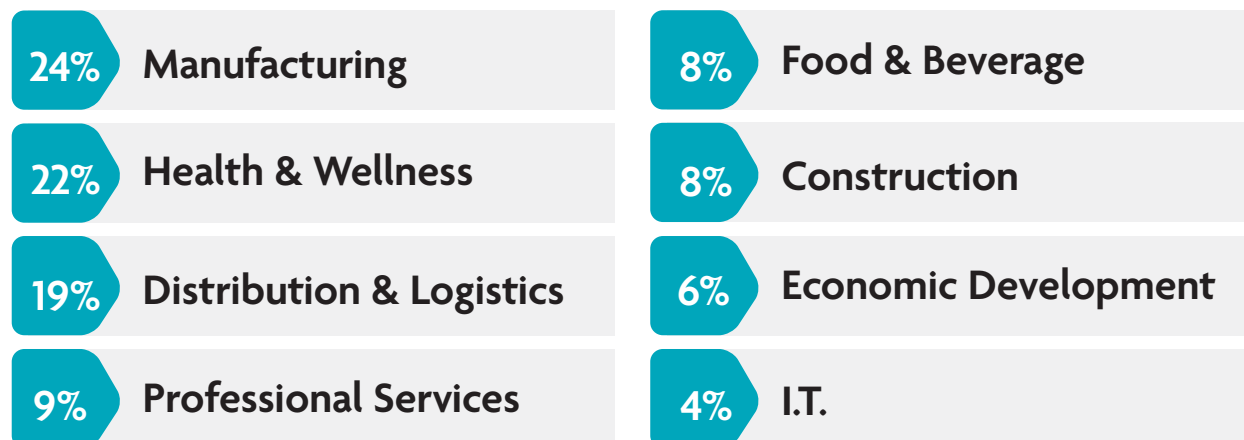 24% Manufacturing
22% Health & Wellness
19% Distribution & Logistics
9% Professional Services
8% Food & Beverage
8% Construction
6% Economic Development
4% I.T.